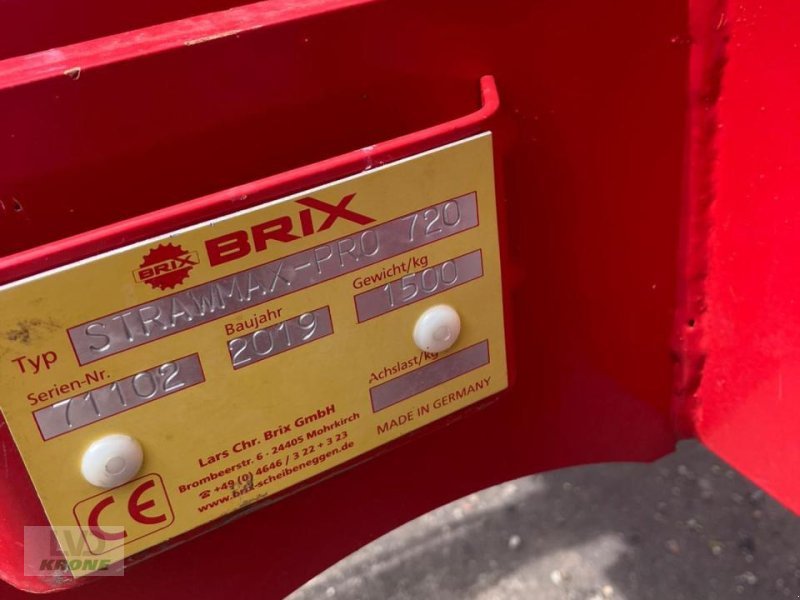 BRIX BRIX
Typ STRAWMAX-PRO 720
Serien-Nr. Baujahr Gewicht/kg
71102 2019 1500
Achslast/kg
Lars Chr. Brix GmbH
Brombeerstr. 6 · 24405 Mohrkirch
☎ +49 (0) 4646 / 3 22 + 3 23
www.brix-scheibeneggen.de
MADE IN GERMANY
CE
LVD
KRONE